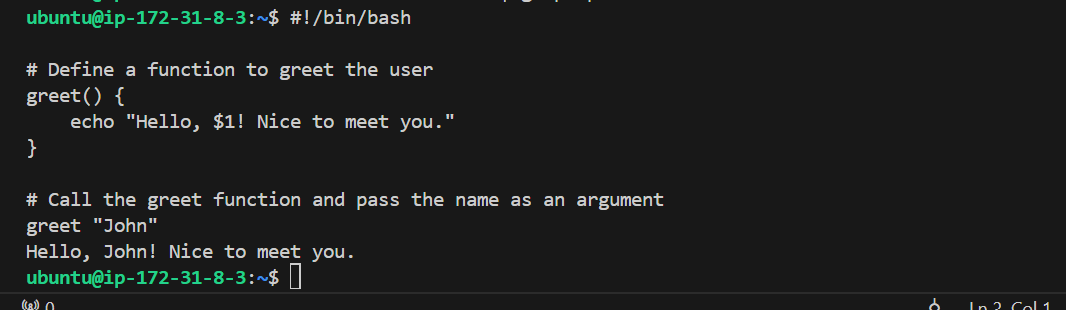 ubuntu@ip-172-31-8-3:~$ #!/bin/bash
# Define a function to greet the user
greet() {
    echo "Hello, $1! Nice to meet you."
}
# Call the greet function and pass the name as an argument
greet "John"
Hello, John! Nice to meet you.
ubuntu@ip-172-31-8-3:~$
0
Ln 2, Col 1